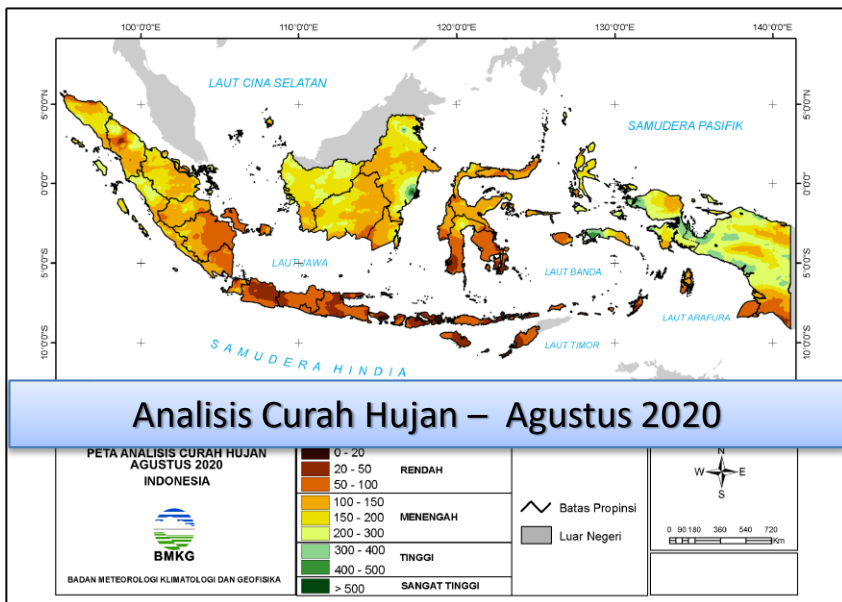 100°0'0"E 110°0'0"E 120°0'0"E 130°0'0"E 140°0'0"E
5°0'0"N 5°0'0"N
0°0'0" 0°0'0"
5°0'0"S 5°0'0"S
10°0'0"S 10°0'0"S
LAUT CINA SELATAN
SAMUDERA PASIFIK
LAUT JAWA
LAUT BANDA
LAUT ARAFURA
LAUT TIMOR
SAMUDERA HINDIA
Analisis Curah Hujan – Agustus 2020
PETA ANALISIS CURAH HUJAN
AGUSTUS 2020
INDONESIA
BMKG
BADAN METEOROLOGI KLIMATOLOGI DAN GEOFISIKA
0 - 20
20 - 50
50 - 100
RENDAH
100 - 150
150 - 200
200 - 300
MENENGAH
300 - 400
400 - 500
TINGGI
> 500
SANGAT TINGGI
Batas Propinsi
Luar Negeri
N
W E
S
0 90 180 360 540 720
Km